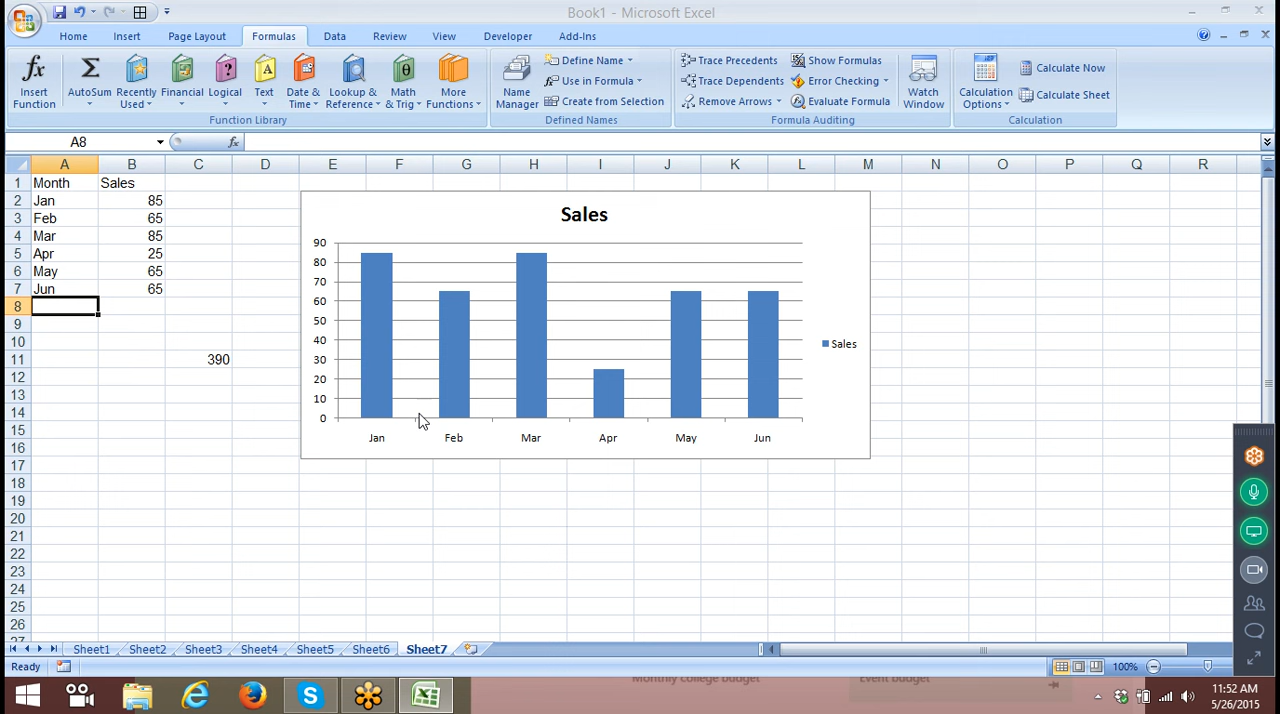 Book1 - Microsoft Excel
Home Insert Page Layout Formulas Data Review View Developer Add-Ins
Insert Function
AutoSum
Recently Used
Financial
Logical
Text
Date & Time
Lookup & Reference
Math & Trig
More Functions
Function Library
Name Manager
Define Name
Use in Formula
Create from Selection
Defined Names
Trace Precedents
Trace Dependents
Remove Arrows
Show Formulas
Error Checking
Evaluate Formula
Watch Window
Formula Auditing
Calculation Options
Calculate Now
Calculate Sheet
Calculation
A8 fx
A B C D E F G H I J K L M N O P Q R
1 Month Sales
2 Jan 85
3 Feb 65
4 Mar 85
5 Apr 25
6 May 65
7 Jun 65
8
9
10
11 390
12
13
14
15
16
17
18
19
20
21
22
23
24
25
26
27
Sales
90
80
70
60
50
40
30
20
10
0
Jan Feb Mar Apr May Jun
Sales
Sheet1 Sheet2 Sheet3 Sheet4 Sheet5 Sheet6 Sheet7
Ready 100%
Monthly college budget Event budget
11:52 AM
5/26/2015